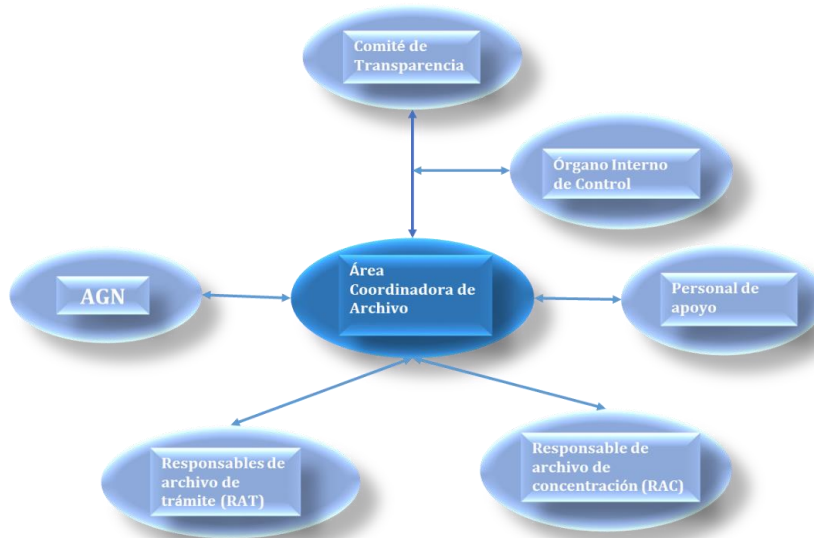 Comité de
Transparencia
Órgano Interno
de Control
Área
Coordinadora de
Archivo
AGN
Personal de
apoyo
Responsables de
archivo de
trámite (RAT)
Responsable de
archivo de
concentración (RAC)